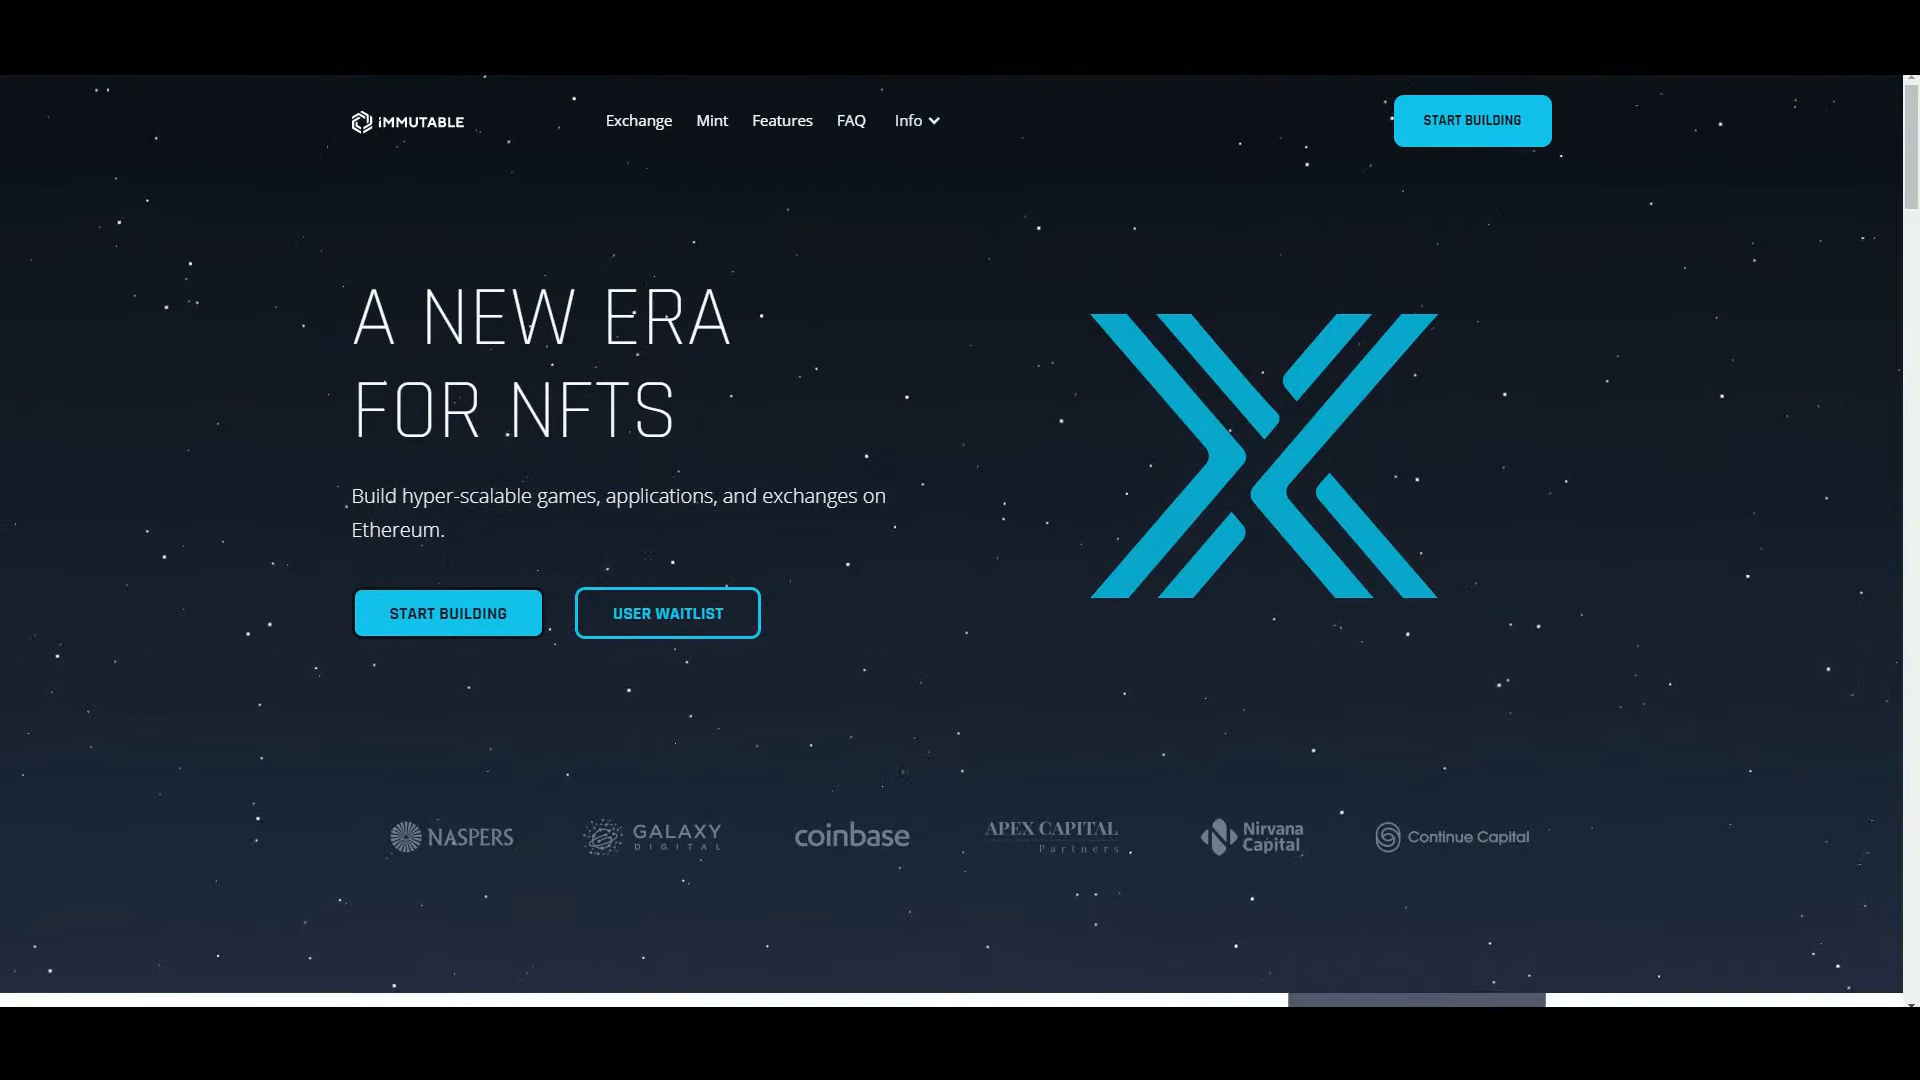 iMMUTABLE
Exchange Mint Features FAQ Info
START BUILDING
A NEW ERA
FOR NFTS
Build hyper-scalable games, applications, and exchanges on
Ethereum.
START BUILDING
USER WAITLIST
NASPERS
GALAXY
DIGITAL
coinbase
APEX CAPITAL
Partners
Nirvana
Capital
Continue Capital